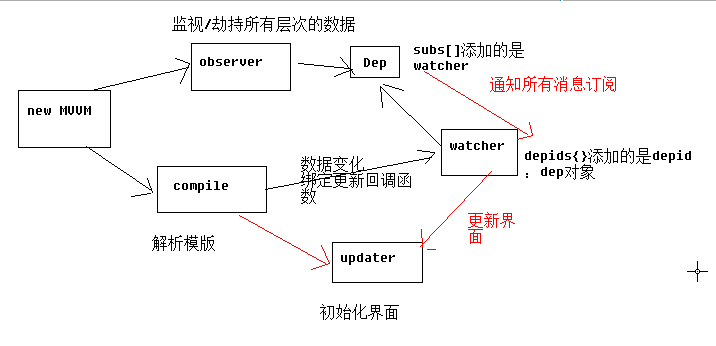 监视/劫持所有层次的数据
observer
Dep
subs[]添加的是
watcher
通知所有消息订阅
new MVVM
watcher
depids{}添加的是depid
：dep对象
数据变化
绑定更新回调函
数
compile
更新界
面
解析模版
updater
初始化界面